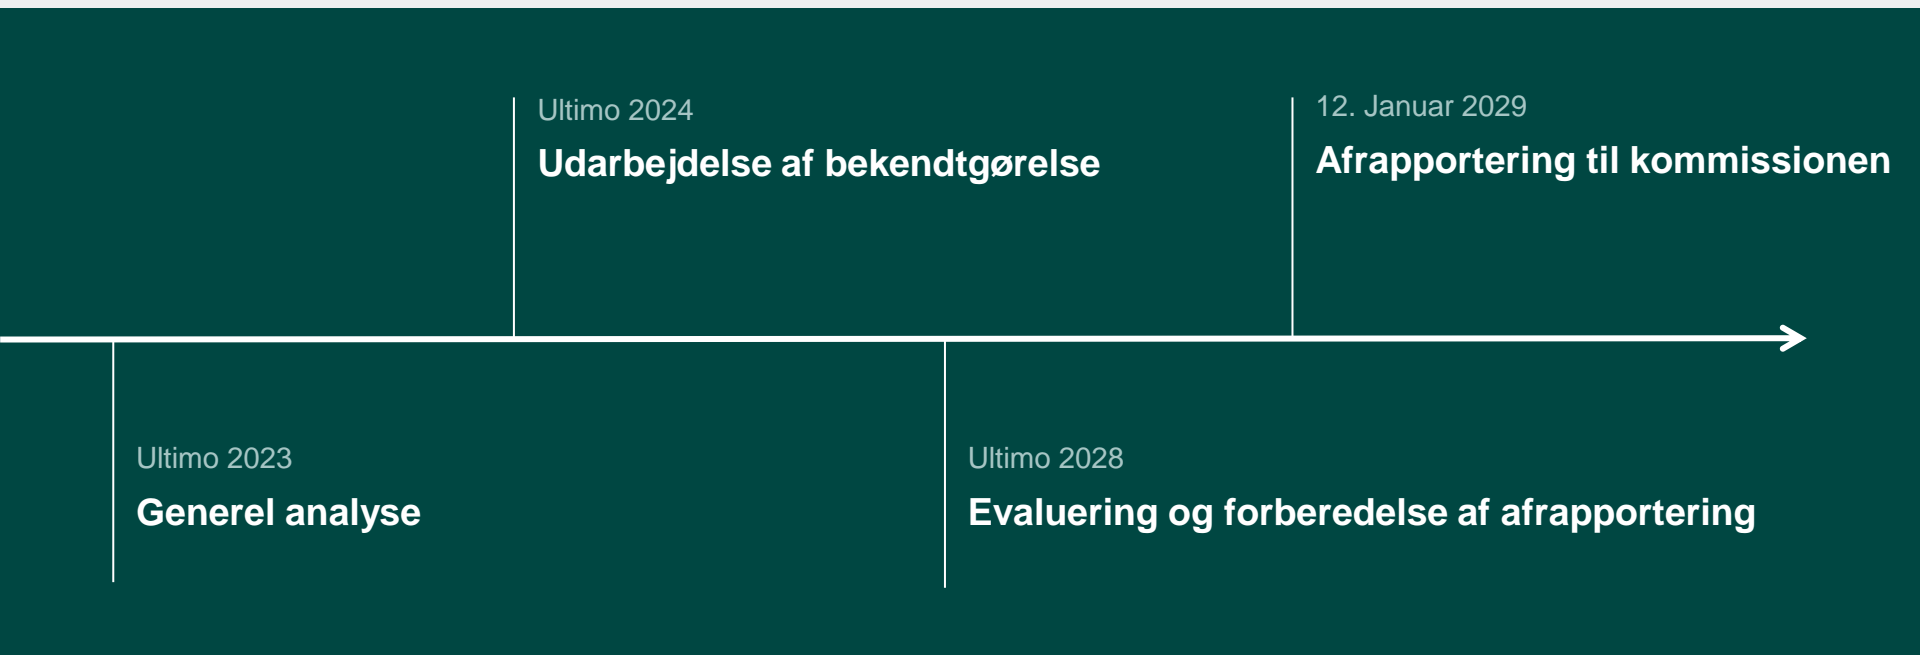 Ultimo 2024
Udarbejdelse af bekendtgørelse
12. Januar 2029
Afrapportering til kommissionen
Ultimo 2023
Generel analyse
Ultimo 2028
Evaluering og forberedelse af afrapportering